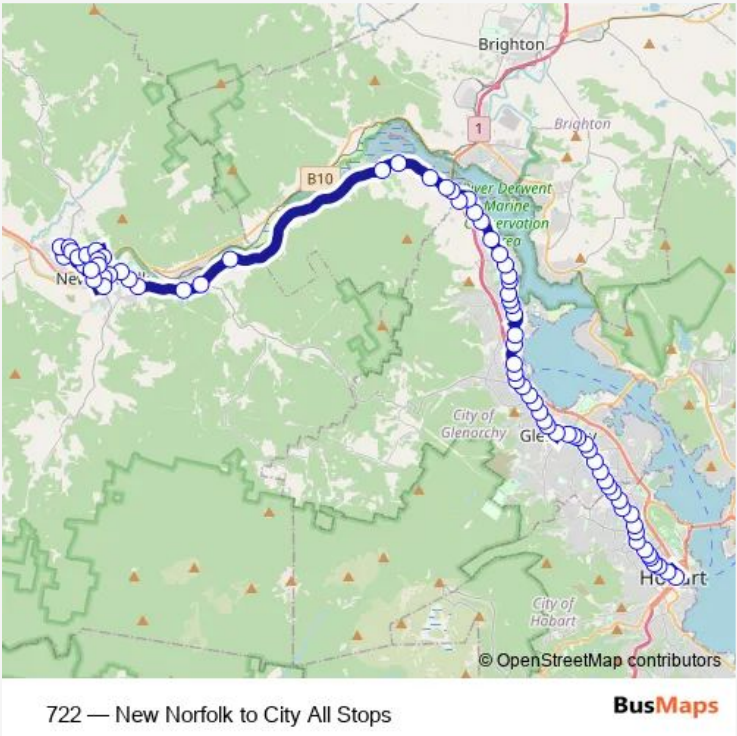 Brighton
1
Brighton
B10
River Derwent
Marine
Conservation
Area
City of
Glenorchy
Hobart
City of
Hobart
© OpenStreetMap contributors
722 — New Norfolk to City All Stops
BusMaps